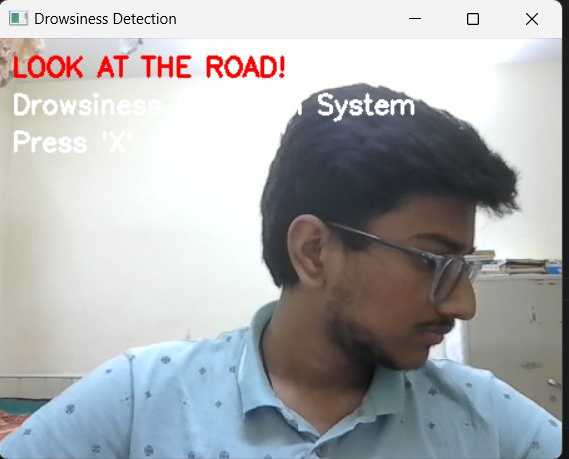 Drowsiness Detection
LOOK AT THE ROAD!
Drowsiness System
Press 'X'